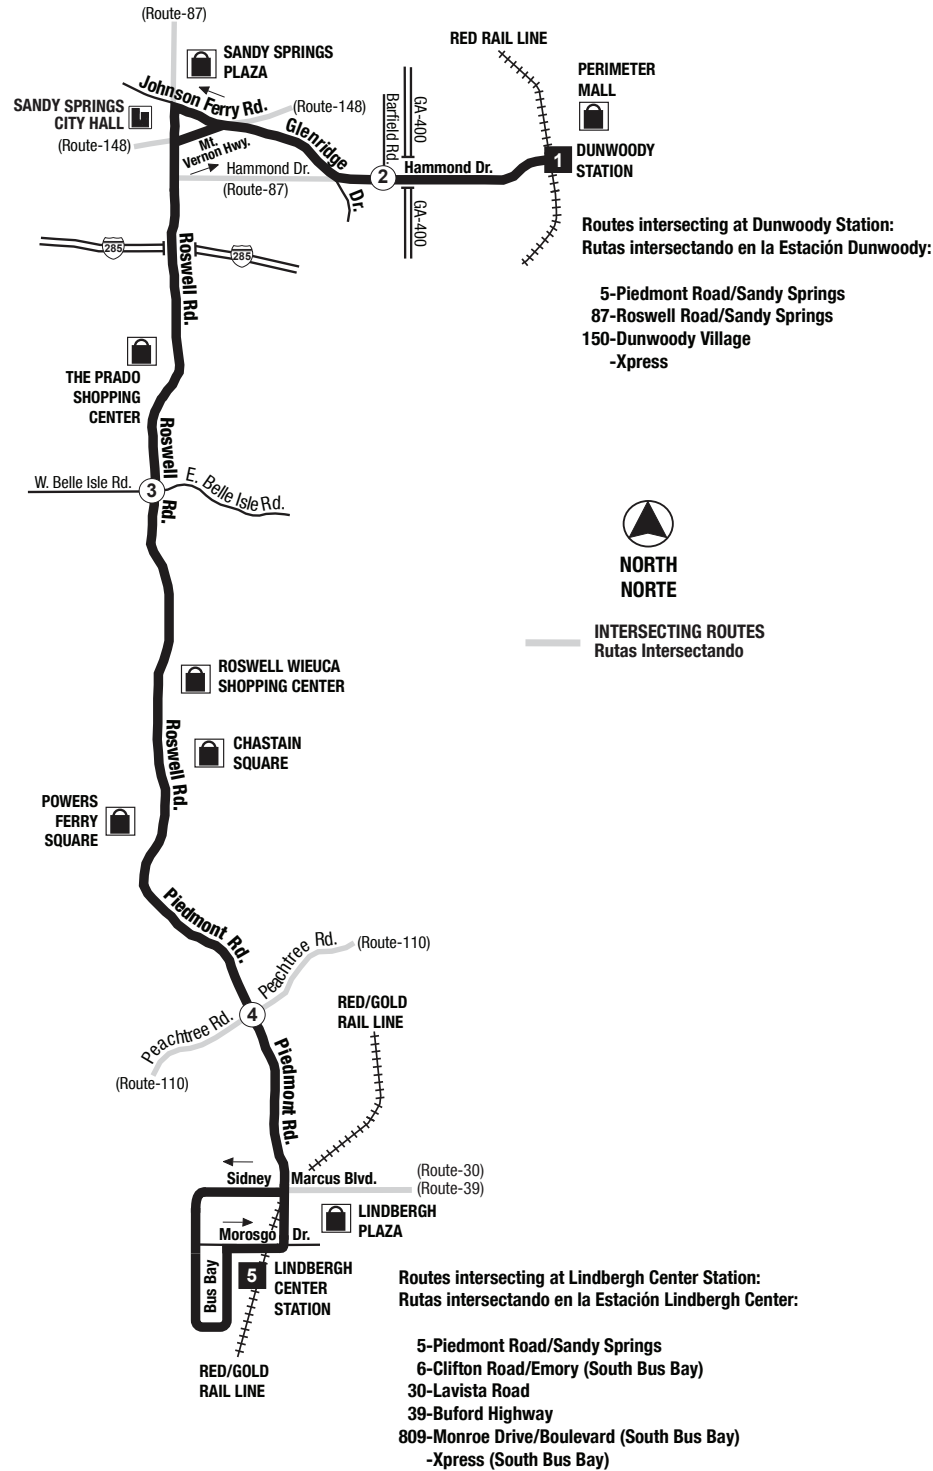 (Route-87)
SANDY SPRINGS
PLAZA
RED RAIL LINE
PERIMETER
MALL
Johnson Ferry Rd.
SANDY SPRINGS
CITY HALL
(Route-148)
(Route-148)
Mt.
Vernon Hwy.
Glenridge
Dr.
Barfield Rd.
GA-400
Hammond Dr.
1
DUNWOODY
STATION
Hammond Dr.
(Route-87)
2
GA-400
Routes intersecting at Dunwoody Station:
Rutas intersectando en la Estación Dunwoody:
5-Piedmont Road/Sandy Springs
87-Roswell Road/Sandy Springs
150-Dunwoody Village
-Xpress
285
285
Roswell Rd.
THE PRADO
SHOPPING
CENTER
Roswell
Rd.
W. Belle Isle Rd.
3
E. Belle Isle Rd.
NORTH
NORTE
INTERSECTING ROUTES
Rutas Intersectando
ROSWELL WIEUCA
SHOPPING CENTER
Roswell Rd.
CHASTAIN
SQUARE
POWERS
FERRY
SQUARE
Piedmont Rd.
Peachtree Rd.
(Route-110)
4
Peachtree Rd.
(Route-110)
RED/GOLD
RAIL LINE
Piedmont Rd.
Sidney Marcus Blvd.
(Route-30)
(Route-39)
LINDBERGH
PLAZA
Morosgo Dr.
Bus Bay
5
LINDBERGH
CENTER
STATION
RED/GOLD
RAIL LINE
Routes intersecting at Lindbergh Center Station:
Rutas intersectando en la Estación Lindbergh Center:
5-Piedmont Road/Sandy Springs
6-Clifton Road/Emory (South Bus Bay)
30-Lavista Road
39-Buford Highway
809-Monroe Drive/Boulevard (South Bus Bay)
-Xpress (South Bus Bay)